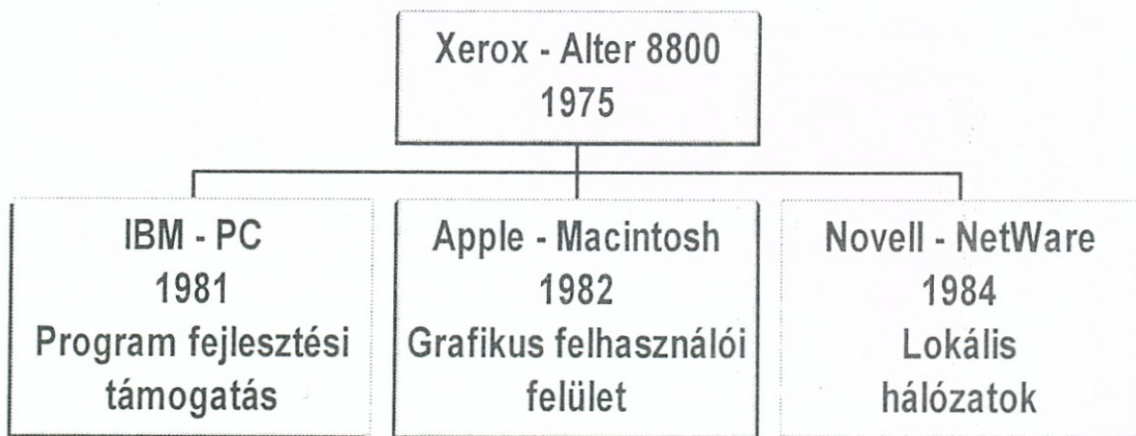 Xerox - Alter 8800
1975
IBM - PC
1981
Program fejlesztési
támogatás
Apple - Macintosh
1982
Grafikus felhasználói
felület
Novell - NetWare
1984
Lokális
hálózatok